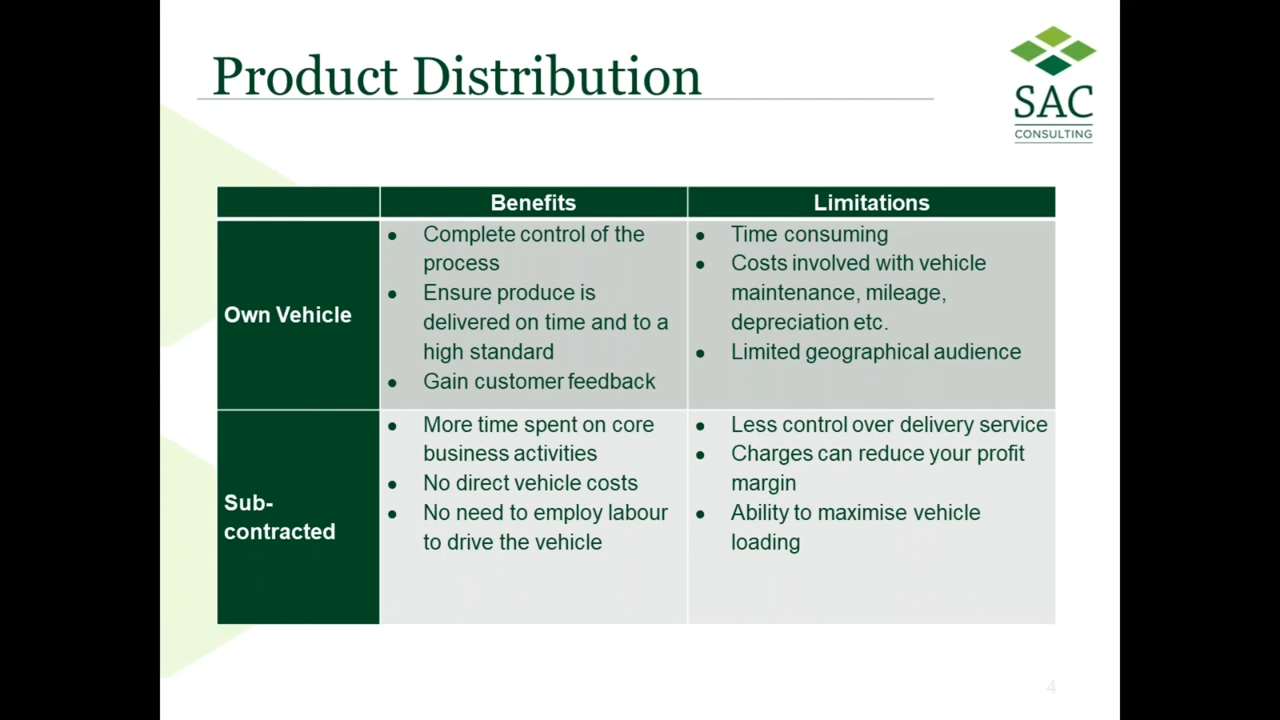 Product Distribution
SAC
CONSULTING
Benefits
Limitations
Own Vehicle
• Complete control of the
process
• Ensure produce is
delivered on time and to a
high standard
• Gain customer feedback
• Time consuming
• Costs involved with vehicle
maintenance, mileage,
depreciation etc.
• Limited geographical audience
Sub-
contracted
• More time spent on core
business activities
• No direct vehicle costs
• No need to employ labour
to drive the vehicle
• Less control over delivery service
• Charges can reduce your profit
margin
• Ability to maximise vehicle
loading
4